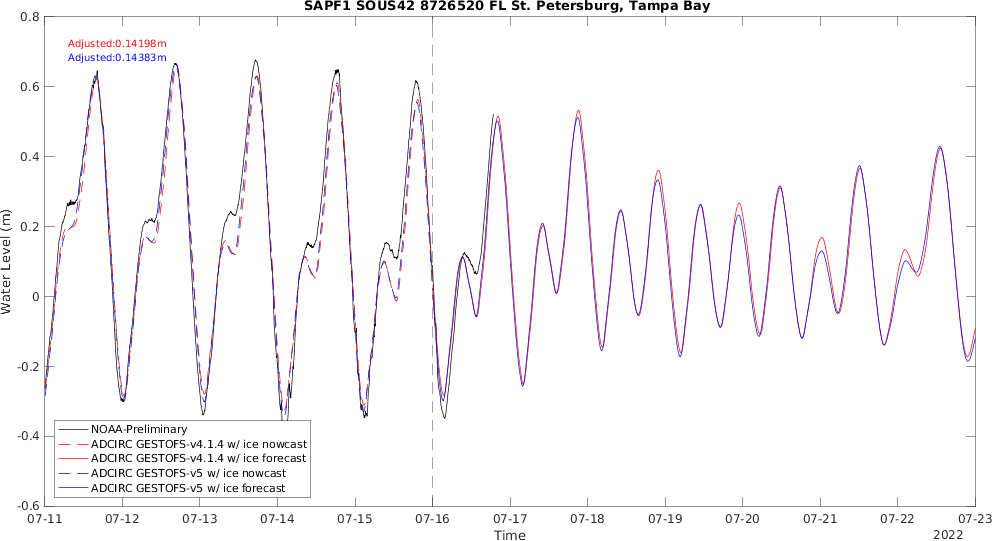 SAPF1 SOUS42 8726520 FL St. Petersburg, Tampa Bay
Adjusted:0.14198m
Adjusted:0.14383m
Water Level (m)
0.8
0.6
0.4
0.2
0
-0.2
-0.4
-0.6
NOAA-Preliminary
ADCIRC GESTOFS-v4.1.4 w/ ice nowcast
ADCIRC GESTOFS-v4.1.4 w/ ice forecast
ADCIRC GESTOFS-v5 w/ ice nowcast
ADCIRC GESTOFS-v5 w/ ice forecast
07-11 07-12 07-13 07-14 07-15 07-16 07-17 07-18 07-19 07-20 07-21 07-22 07-23
Time
2022